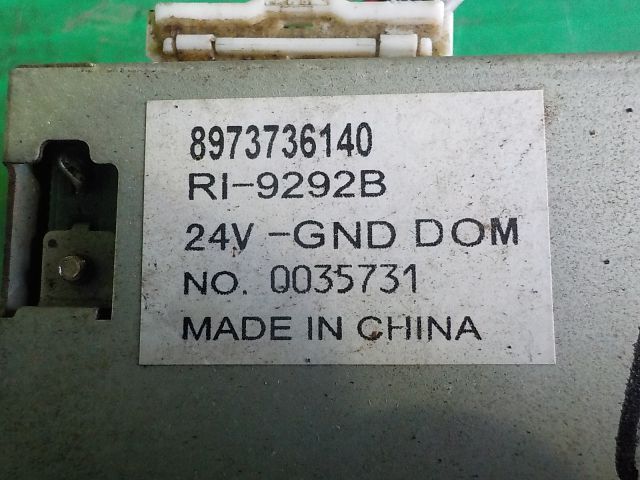 8973736140
RI-9292B
24V -GND DOM
NO. 0035731
MADE IN CHINA